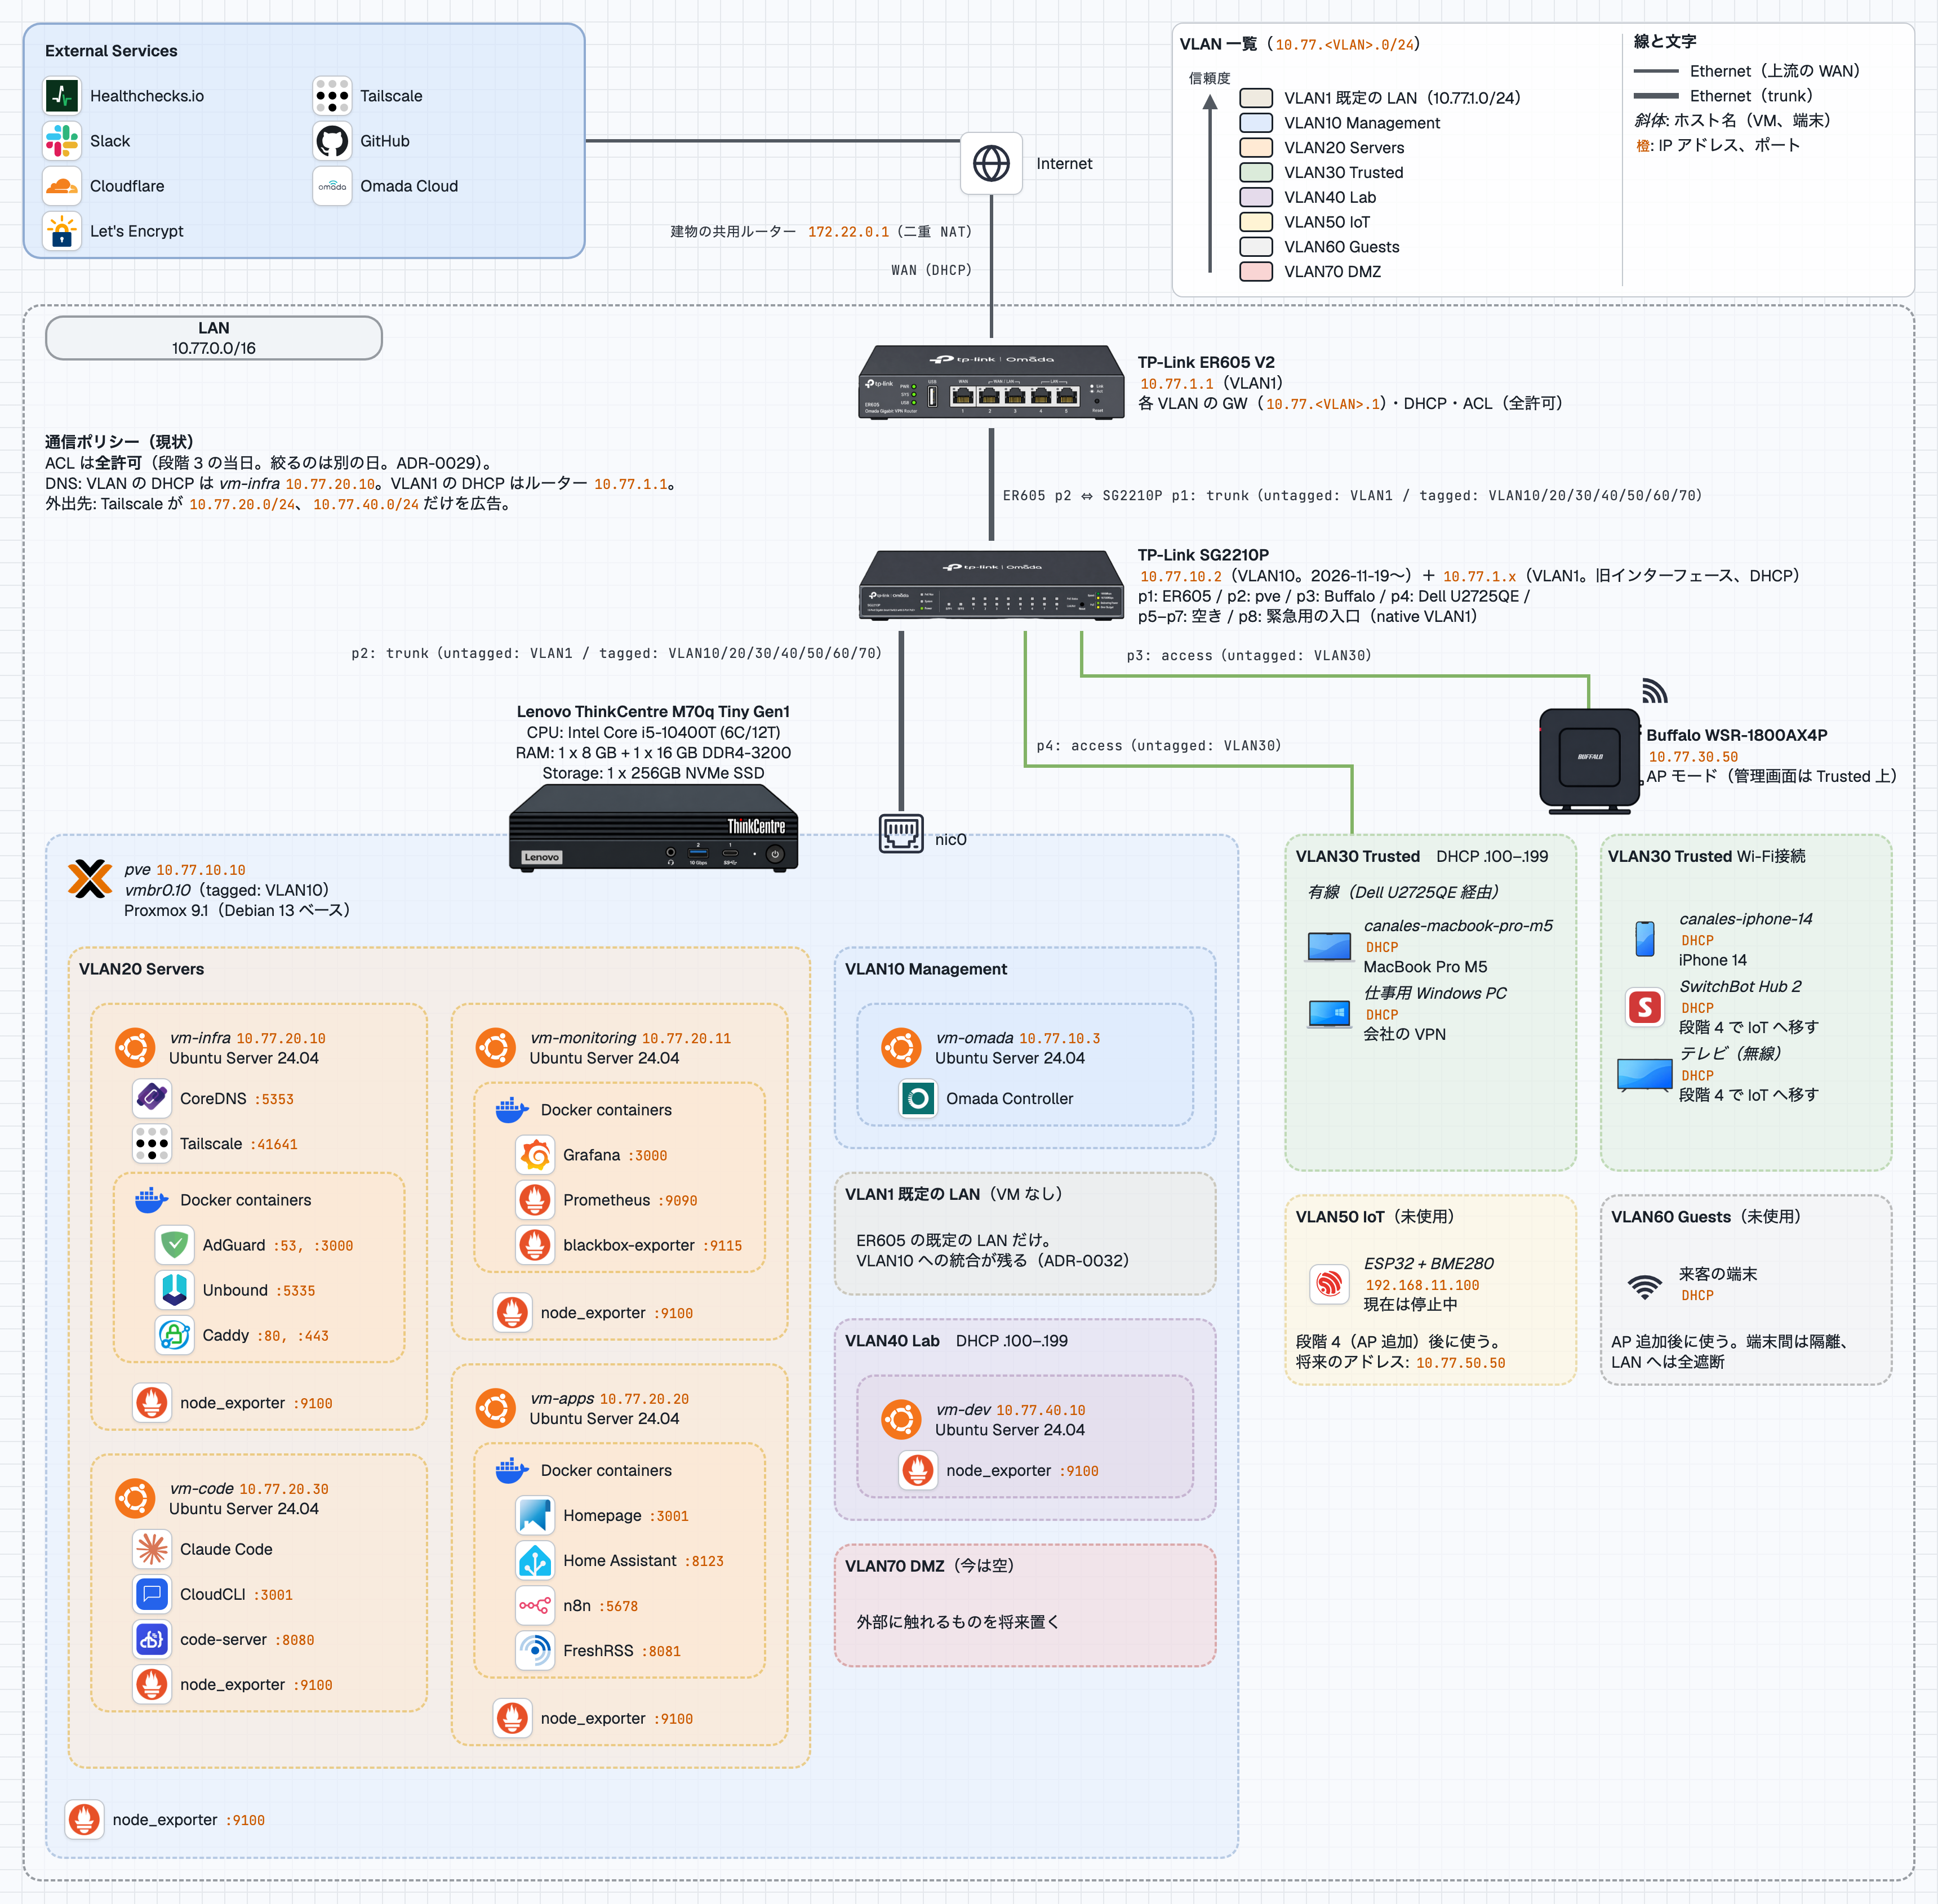 External Services
Healthchecks.io
Tailscale
Slack
GitHub
Cloudflare
omada
Omada Cloud
Let's Encrypt
Internet
建物の共用ルーター 172.22.0.1（二重 NAT）
WAN（DHCP）
VLAN 一覧（10.77.<VLAN>.0/24）
信頼度
VLAN1 既定の LAN（10.77.1.0/24）
VLAN10 Management
VLAN20 Servers
VLAN30 Trusted
VLAN40 Lab
VLAN50 IoT
VLAN60 Guests
VLAN70 DMZ
線と文字
Ethernet（上流の WAN）
Ethernet（trunk）
斜体: ホスト名（VM、端末）
橙: IP アドレス、ポート
LAN
10.77.0.0/16
tp-link | Omada
TP-Link ER605 V2
10.77.1.1（VLAN1）
各 VLAN の GW（10.77.<VLAN>.1）・DHCP・ACL（全許可）
通信ポリシー（現状）
ACL は全許可（段階 3 の当日。絞るのは別の日。ADR-0029）。
DNS: VLAN の DHCP は vm-infra 10.77.20.10。VLAN1 の DHCP はルーター 10.77.1.1。
外出先: Tailscale が 10.77.20.0/24、10.77.40.0/24 だけを広告。
ER605 p2 ⇔ SG2210P p1: trunk（untagged: VLAN1 / tagged: VLAN10/20/30/40/50/60/70）
tp-link | Omada
TP-Link SG2210P
10.77.10.2（VLAN10。2026-11-19〜）＋ 10.77.1.x（VLAN1。旧インターフェース、DHCP）
p1: ER605 / p2: pve / p3: Buffalo / p4: Dell U2725QE /
p5–p7: 空き / p8: 緊急用の入口（native VLAN1）
p2: trunk（untagged: VLAN1 / tagged: VLAN10/20/30/40/50/60/70）
p3: access（untagged: VLAN30）
p4: access（untagged: VLAN30）
Lenovo ThinkCentre M70q Tiny Gen1
CPU: Intel Core i5-10400T (6C/12T)
RAM: 1 x 8 GB + 1 x 16 GB DDR4-3200
Storage: 1 x 256GB NVMe SSD
ThinkCentre
Lenovo
nic0
BUFFALO
Buffalo WSR-1800AX4P
10.77.30.50
AP モード（管理画面は Trusted 上）
pve 10.77.10.10
vmbr0.10（tagged: VLAN10）
Proxmox 9.1（Debian 13 ベース）
VLAN20 Servers
vm-infra 10.77.20.10
Ubuntu Server 24.04
CoreDNS :5353
Tailscale :41641
Docker containers
AdGuard :53, :3000
Unbound :5335
Caddy :80, :443
node_exporter :9100
vm-code 10.77.20.30
Ubuntu Server 24.04
Claude Code
CloudCLI :3001
code-server :8080
node_exporter :9100
vm-monitoring 10.77.20.11
Ubuntu Server 24.04
Docker containers
Grafana :3000
Prometheus :9090
blackbox-exporter :9115
node_exporter :9100
vm-apps 10.77.20.20
Ubuntu Server 24.04
Docker containers
Homepage :3001
Home Assistant :8123
n8n :5678
FreshRSS :8081
node_exporter :9100
node_exporter :9100
VLAN10 Management
vm-omada 10.77.10.3
Ubuntu Server 24.04
Omada Controller
VLAN1 既定の LAN（VM なし）
ER605 の既定の LAN だけ。
VLAN10 への統合が残る（ADR-0032）
VLAN40 Lab DHCP .100–.199
vm-dev 10.77.40.10
Ubuntu Server 24.04
node_exporter :9100
VLAN70 DMZ（今は空）
外部に触れるものを将来置く
VLAN30 Trusted DHCP .100–.199
有線（Dell U2725QE 経由）
canales-macbook-pro-m5
DHCP
MacBook Pro M5
仕事用 Windows PC
DHCP
会社の VPN
VLAN30 Trusted Wi-Fi接続
canales-iphone-14
DHCP
iPhone 14
SwitchBot Hub 2
DHCP
段階 4 で IoT へ移す
テレビ（無線）
DHCP
段階 4 で IoT へ移す
VLAN50 IoT（未使用）
ESP32 + BME280
192.168.11.100
現在は停止中
段階 4（AP 追加）後に使う。
将来のアドレス: 10.77.50.50
VLAN60 Guests（未使用）
来客の端末
DHCP
AP 追加後に使う。端末間は隔離、
LAN へは全遮断